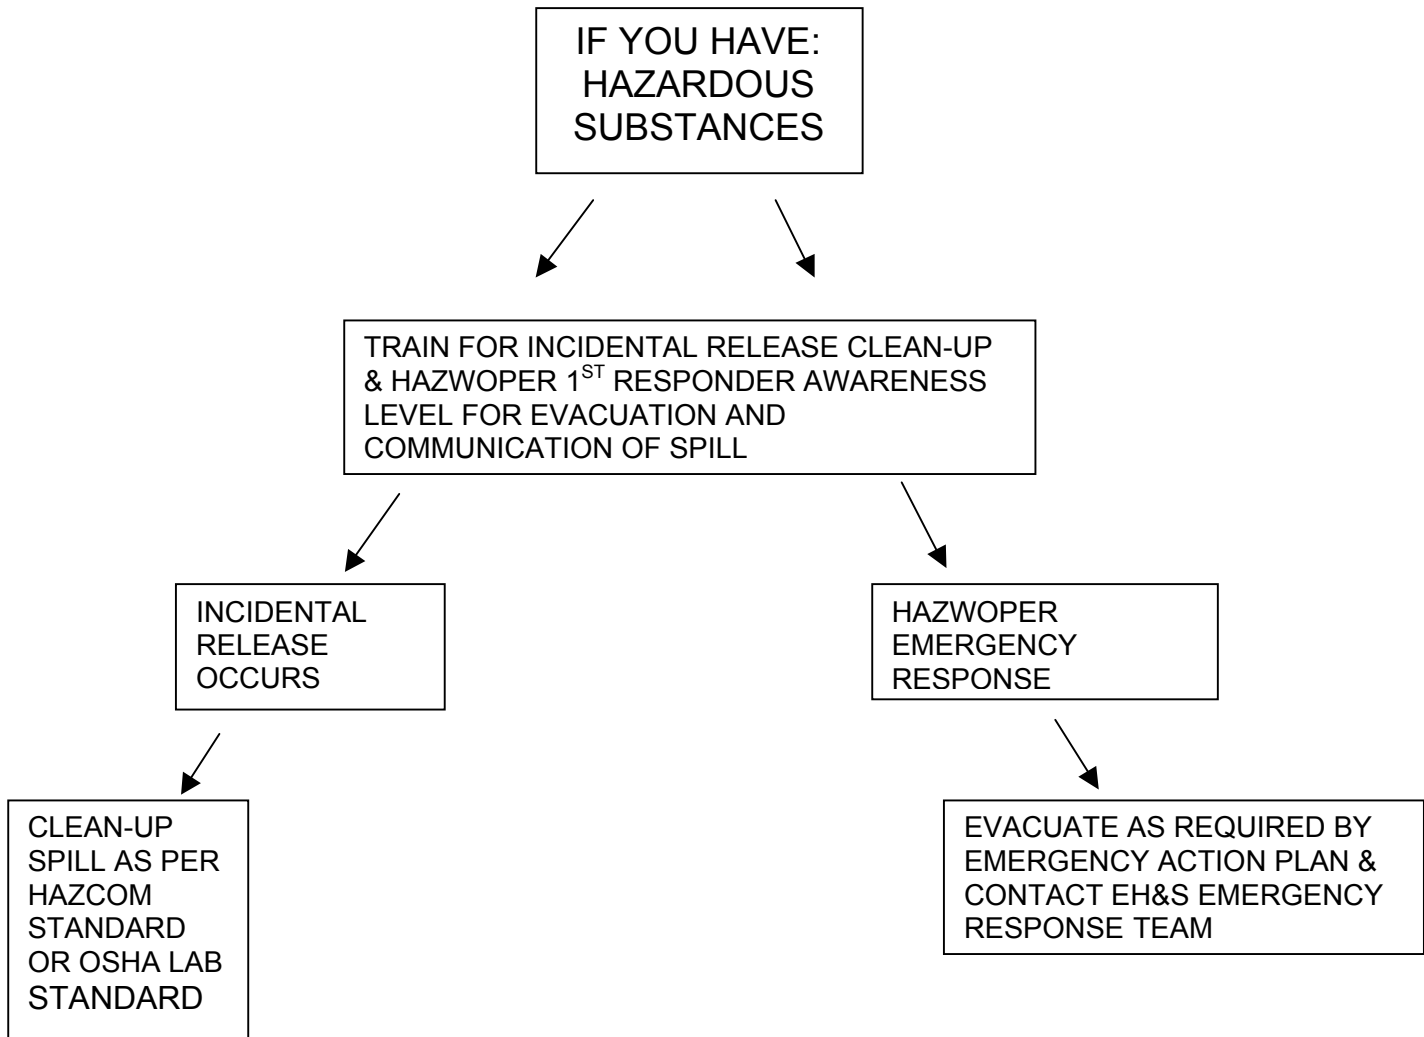 IF YOU HAVE:
HAZARDOUS
SUBSTANCES
TRAIN FOR INCIDENTAL RELEASE CLEAN-UP
& HAZWOPER 1ST RESPONDER AWARENESS
LEVEL FOR EVACUATION AND
COMMUNICATION OF SPILL
INCIDENTAL
RELEASE
OCCURS
HAZWOPER
EMERGENCY
RESPONSE
CLEAN-UP
SPILL AS PER
HAZCOM
STANDARD
OR OSHA LAB
STANDARD
EVACUATE AS REQUIRED BY
EMERGENCY ACTION PLAN &
CONTACT EH&S EMERGENCY
RESPONSE TEAM